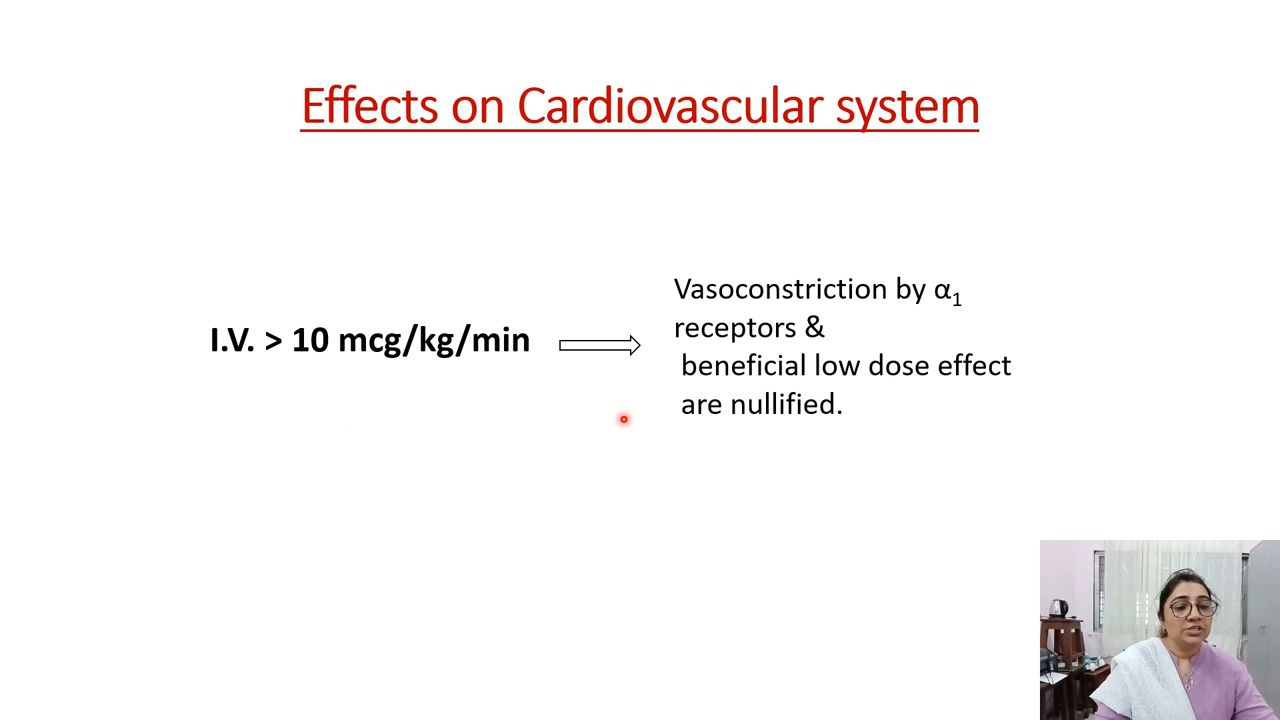 Effects on Cardiovascular system
I.V. > 10 mcg/kg/min
Vasoconstriction by α₁
receptors &
beneficial low dose effect
are nullified.